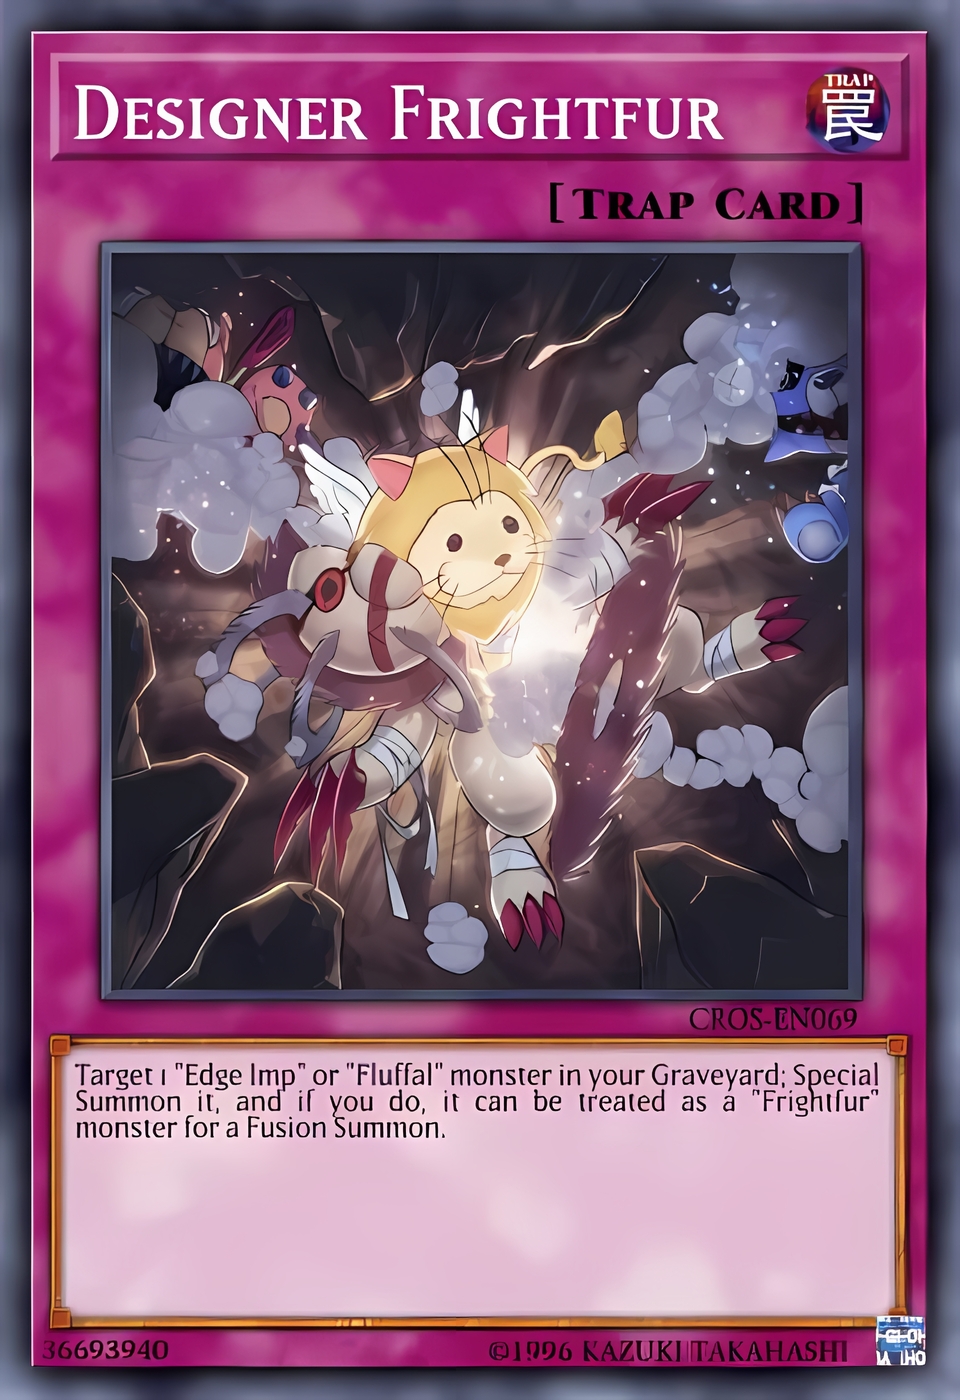 Designer Frightfur
TRAP
罠
[Trap Card]
CROS-EN069
Target 1 "Edge Imp" or "Fluffal" monster in your Graveyard; Special
Summon it, and if you do, it can be treated as a "Frightfur"
monster for a Fusion Summon.
36693940
©1996 KAZUKI TAKAHASHI